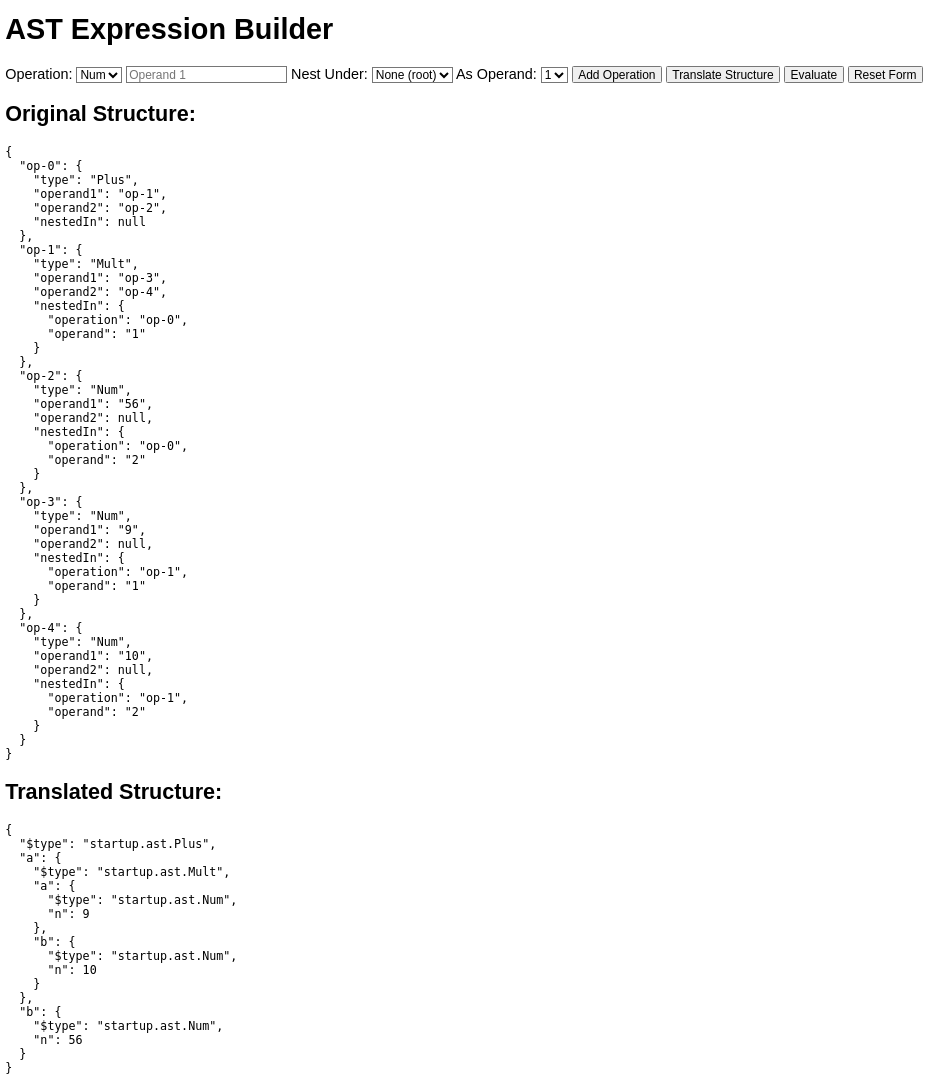 AST Expression Builder
Operation: Num Operand 1 Nest Under: None (root) As Operand: 1 Add Operation Translate Structure Evaluate Reset Form
Original Structure:
{
  "op-0": {
    "type": "Plus",
    "operand1": "op-1",
    "operand2": "op-2",
    "nestedIn": null
  },
  "op-1": {
    "type": "Mult",
    "operand1": "op-3",
    "operand2": "op-4",
    "nestedIn": {
      "operation": "op-0",
      "operand": "1"
    }
  },
  "op-2": {
    "type": "Num",
    "operand1": "56",
    "operand2": null,
    "nestedIn": {
      "operation": "op-0",
      "operand": "2"
    }
  },
  "op-3": {
    "type": "Num",
    "operand1": "9",
    "operand2": null,
    "nestedIn": {
      "operation": "op-1",
      "operand": "1"
    }
  },
  "op-4": {
    "type": "Num",
    "operand1": "10",
    "operand2": null,
    "nestedIn": {
      "operation": "op-1",
      "operand": "2"
    }
  }
}
Translated Structure:
{
  "$type": "startup.ast.Plus",
  "a": {
    "$type": "startup.ast.Mult",
    "a": {
      "$type": "startup.ast.Num",
      "n": 9
    },
    "b": {
      "$type": "startup.ast.Num",
      "n": 10
    }
  },
  "b": {
    "$type": "startup.ast.Num",
    "n": 56
  }
}